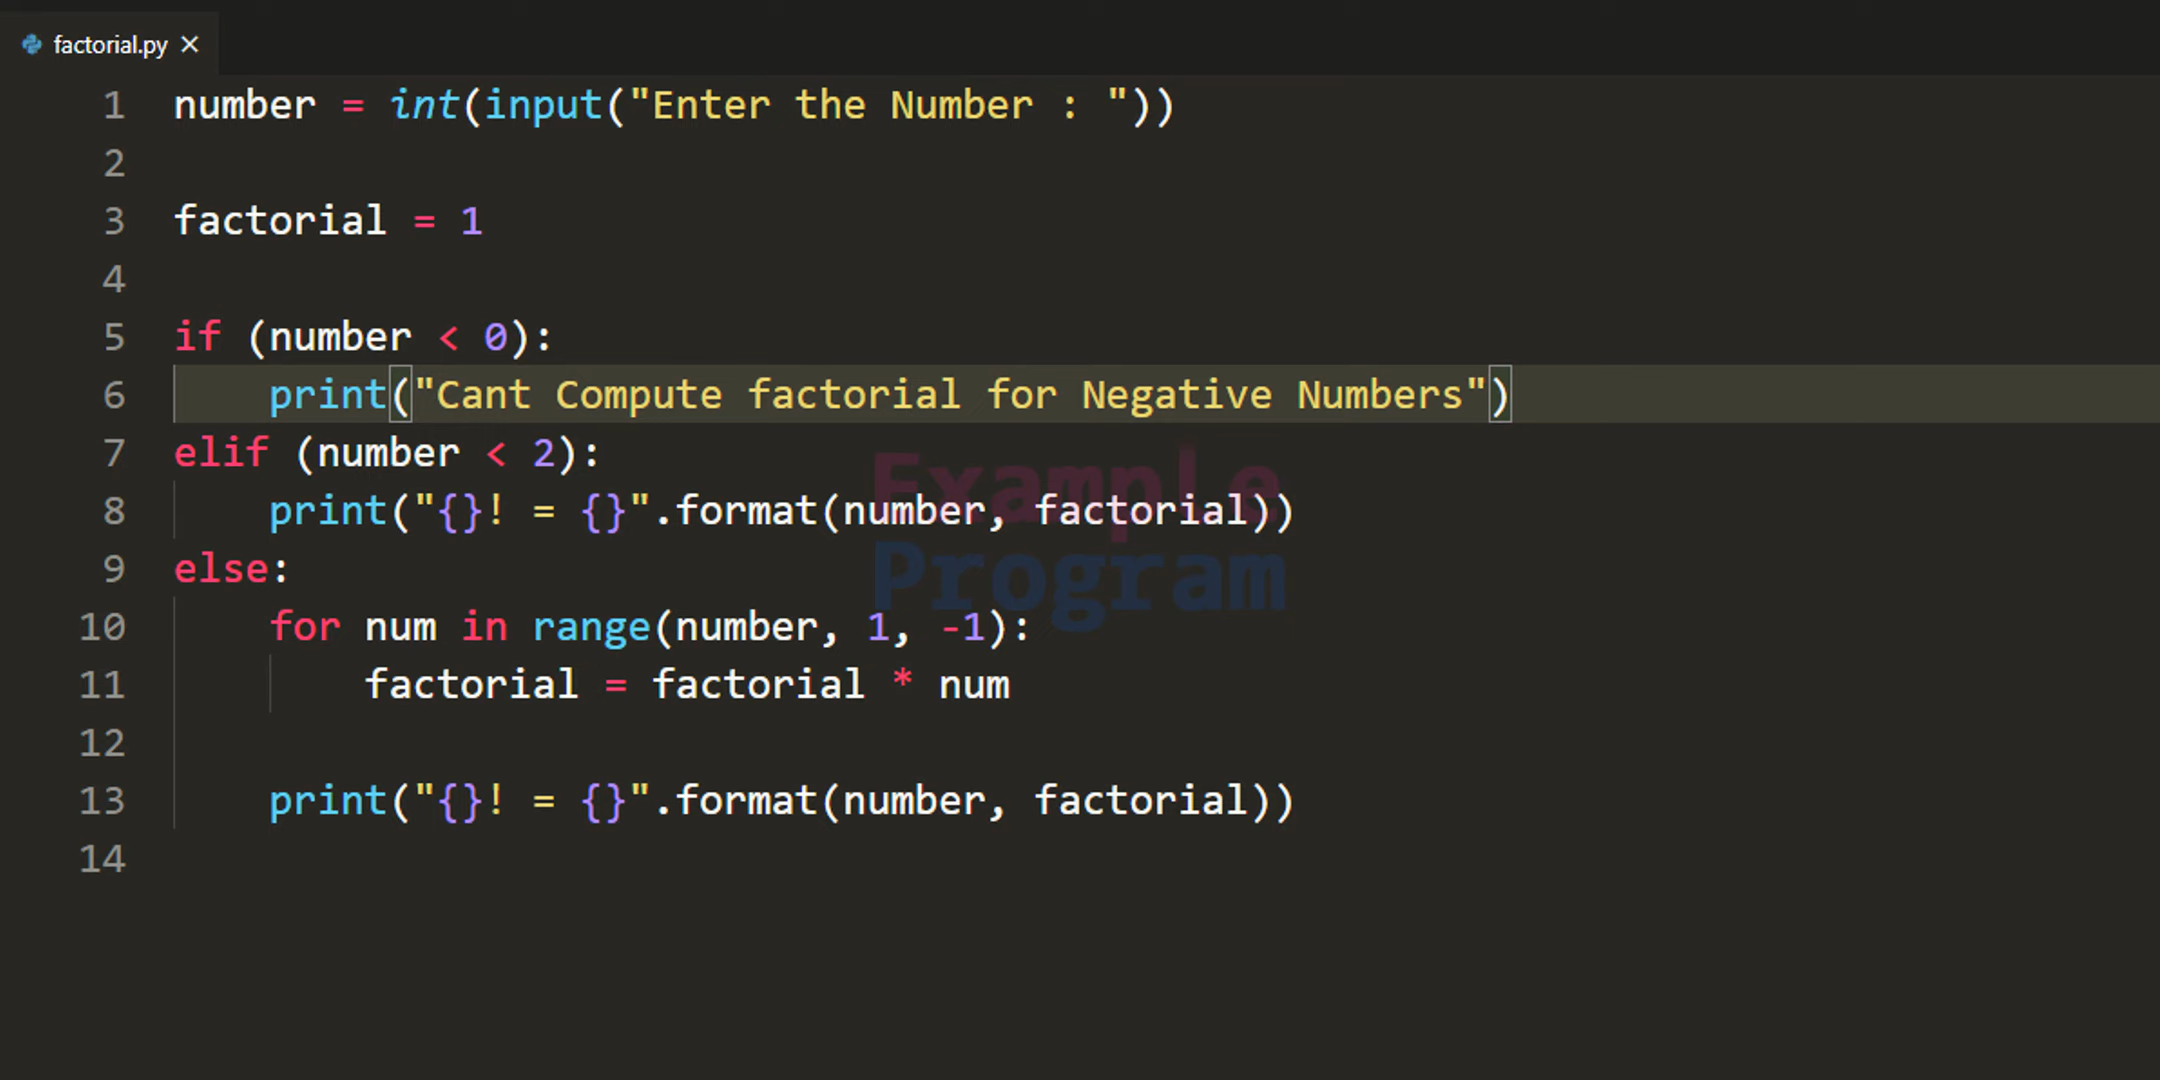 factorial.py ×
1 number = int(input("Enter the Number : "))
2
3 factorial = 1
4
5 if (number < 0):
6     print("Cant Compute factorial for Negative Numbers")
7 elif (number < 2):
8     print("{}! = {}".format(number, factorial))
9 else:
10     for num in range(number, 1, -1):
11         factorial = factorial * num
12
13     print("{}! = {}".format(number, factorial))
14
Example
Program